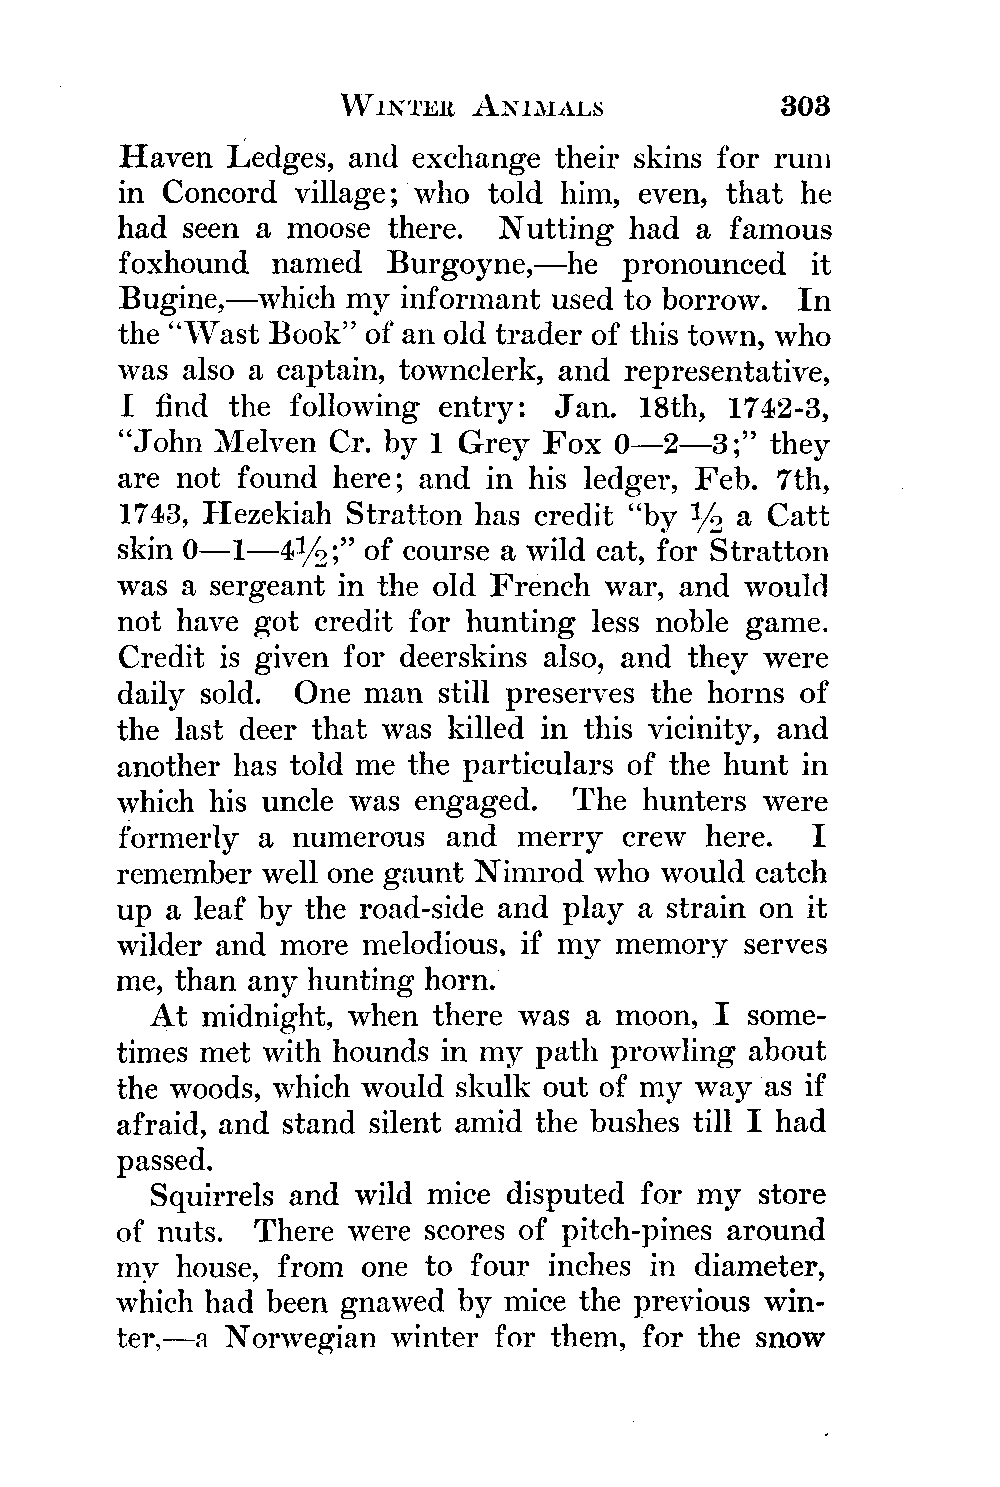 WINTER ANIMALS 303
Haven Ledges, and exchange their skins for rum
in Concord village; who told him, even, that he
had seen a moose there. Nutting had a famous
foxhound named Burgoyne,—he pronounced it
Bugine,—which my informant used to borrow. In
the “Wast Book” of an old trader of this town, who
was also a captain, townclerk, and representative,
I find the following entry: Jan. 18th, 1742-3,
“John Melven Cr. by 1 Grey Fox 0—2—3;” they
are not found here; and in his ledger, Feb. 7th,
1743, Hezekiah Stratton has credit “by ½ a Catt
skin 0—1—4½;” of course a wild cat, for Stratton
was a sergeant in the old French war, and would
not have got credit for hunting less noble game.
Credit is given for deerskins also, and they were
daily sold. One man still preserves the horns of
the last deer that was killed in this vicinity, and
another has told me the particulars of the hunt in
which his uncle was engaged. The hunters were
formerly a numerous and merry crew here. I
remember well one gaunt Nimrod who would catch
up a leaf by the road-side and play a strain on it
wilder and more melodious, if my memory serves
me, than any hunting horn.
At midnight, when there was a moon, I some-
times met with hounds in my path prowling about
the woods, which would skulk out of my way as if
afraid, and stand silent amid the bushes till I had
passed.
Squirrels and wild mice disputed for my store
of nuts. There were scores of pitch-pines around
my house, from one to four inches in diameter,
which had been gnawed by mice the previous win-
ter,—a Norwegian winter for them, for the snow